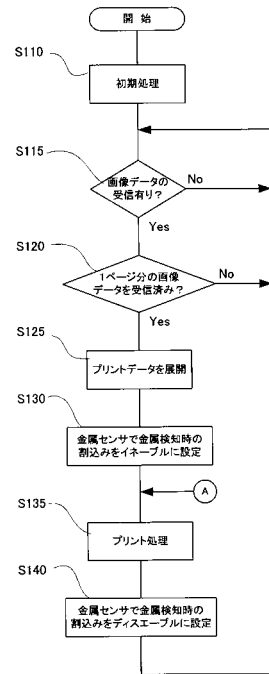 開 始
S110
初期処理
S115
画像データの
受信有り？
No
Yes
S120
1ページ分の画像
データを受信済み？
No
Yes
S125
プリントデータを展開
S130
金属センサで金属検知時の
割込みをイネーブルに設定
A
S135
プリント処理
S140
金属センサで金属検知時の
割込みをディスエーブルに設定